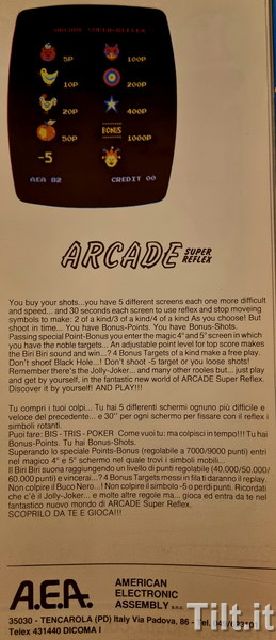 ARCADE SUPER-REFLEX
5P 100P
10P 200P
20P 400P
50P BONUS 1000P
-5
AEA 82 CREDIT 00
ARCADE SUPER REFLEX
You buy your shots...you have 5 different screens each one more difficult
and speed... and 30 seconds each screen to use reflex and stop moveing
symbols to make: 2 of a kind/3 of a kind/4 of a kind As you choose! But
shoot in time... You have Bonus-Points. You have Bonus-Shots.
Passing special Point-Bonus you enter the magic 4° and 5° screen in which
you have the noble targets... An adjustable point level for top score makes
the Biri Biri sound and win...? 4 Bonus Targets of a kind make a free play.
Don't shoof Black Hole...! Don't shoot -5 target or you loose shots!
Remember there's the Jolly-Joker... and many other roules but... just play
and get by yourself, in the fantastic new world of ARCADE Super Reflex.
Discover it by yourself! AND PLAY!!!
Tu compri i tuoi colpi... Tu hai 5 differenti schermi ognuno più difficile e
veloce del precedente... e 30" per ogni schermo per fissare con il reflex i
simboli rotanti.
Puoi fare: BIS - TRIS - POKER. Come vuoi tu: ma colpisci in tempo!!! Tu hai
Bonus-Points. Tu hai Bonus-Shots.
Superando lo speciale Points-Bonus (regolabile a 7000/9000 punti) entri
nel magico 4° e 5° schermo nel quale trovi i simboli mobili...
Il Biri Biri suona raggiungendo un livello di punti regolabile (40.000/50.000/
60.000 punti) e vincerai...? 4 Bonus Targets messi in fila ti daranno il replay.
Non colpire il Buco Nero...! Non colpire il simbolo -5 o perdi punti. Ricordati
che c'è il Jolly-Joker... e molte altre regole ma... gioca ed entra da te nel
fantastico nuovo mondo di ARCADE Super Reflex.
SCOPRILO DA TE E GIOCA!!!
A.E.A. AMERICAN
ELECTRONIC
ASSEMBLY s.n.c.
35030 - TENCAROLA (PD) Italy Via Padova, 86 - Tel. 049/
Telex 431440 DICOMA I
Tilt.it